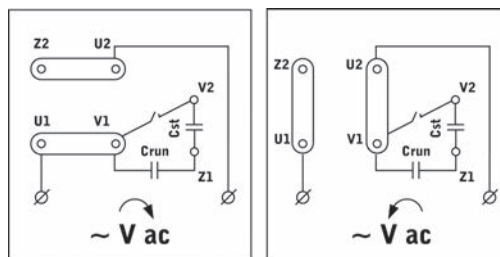 Z2 U2
V2
U1 V1
Cst
Crun
Z1
~ V ac
Z2 U2
V2
U1 V1
Cst
Crun
Z1
~ V ac